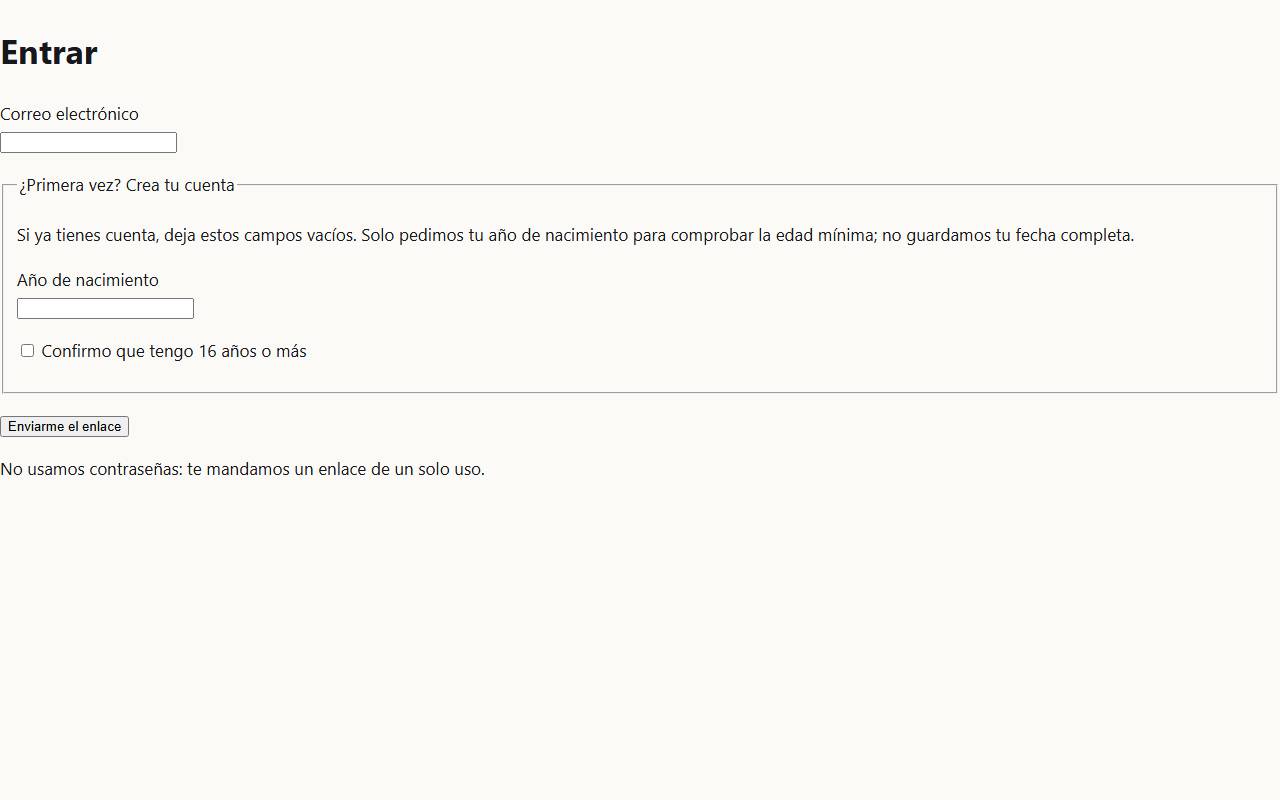 Entrar
Correo electrónico
¿Primera vez? Crea tu cuenta
Si ya tienes cuenta, deja estos campos vacíos. Solo pedimos tu año de nacimiento para comprobar la edad mínima; no guardamos tu fecha completa.
Año de nacimiento
Confirmo que tengo 16 años o más
Enviarme el enlace
No usamos contraseñas: te mandamos un enlace de un solo uso.